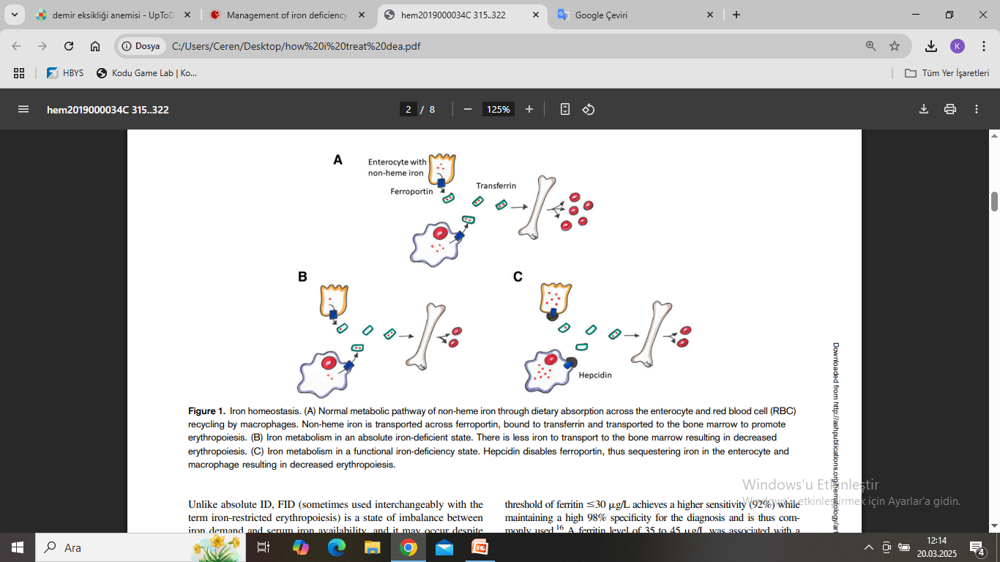 demir eksikliği anemisi - UpToD
Management of iron deficiency
hem2019000034C 315..322
Google Çeviri
Dosya
C:/Users/Ceren/Desktop/how%20i%20treat%20dea.pdf
K
HBYS
Kodu Game Lab | Ko...
Tüm Yer İşaretleri
hem2019000034C 315..322
2 / 8
125%
A
Enterocyte with
non-heme iron
Ferroportin
Transferrin
B
C
Hepcidin
Figure 1. Iron homeostasis. (A) Normal metabolic pathway of non-heme iron through dietary absorption across the enterocyte and red blood cell (RBC)
recycling by macrophages. Non-heme iron is transported across ferroportin, bound to transferrin and transported to the bone marrow to promote
erythropoiesis. (B) Iron metabolism in an absolute iron-deficient state. There is less iron to transport to the bone marrow resulting in decreased
erythropoiesis. (C) Iron metabolism in a functional iron-deficiency state. Hepcidin disables ferroportin, thus sequestering iron in the enterocyte and
macrophage resulting in decreased erythropoiesis.
Unlike absolute ID, FID (sometimes used interchangeably with the
term iron-restricted erythropoiesis) is a state of imbalance between
iron demand and serum iron availability, and it may occur despite
threshold of ferritin ≤30 μg/L achieves a higher sensitivity (92%) while
maintaining a high 98% specificity for the diagnosis and is thus com-
monly used.16 A ferritin level of 35 to 45 μg/L was associated with a
Downloaded from http://ashpublications.org/hematology/art
Windows'u Etkinleştir
Windows'u etkinleştirmek için Ayarlar'a gidin.
Ara
12:14
20.03.2025
4